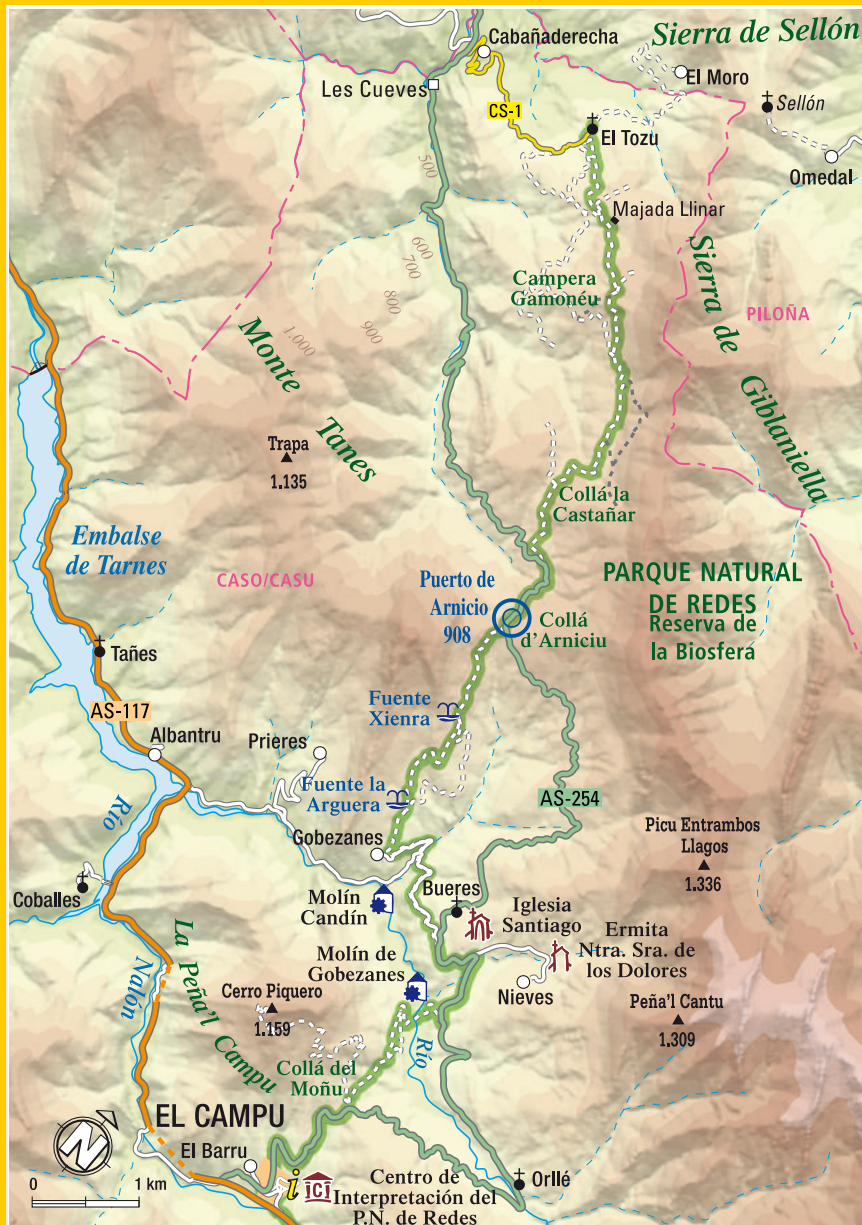 Cabañaderecha
Sierra de Sellón
El Moro
Les Cueves
CS-1
Sellón
El Tozu
Omedal
500
Majada Llinar
600
700
800
900
1.000
Campera
Gamonéu
Sierra de
Giblaniella
PILOÑA
Monte
Tanes
Trapa
1.135
Collá la
Castañar
Embalse
de Tarnes
CASO/CASU
Puerto de
Arnicio
908
Collá
d'Arniciu
PARQUE NATURAL
DE REDES
Reserva de
la Biosfera
Tañes
AS-117
Fuente
Xienra
Albantru
Prieres
Fuente la
Arguera
AS-254
Río
Nalon
Gobezanes
Picu Entrambos
Llagos
1.336
Coballes
Molín
Candín
Bueres
Iglesia
Santiago
Ermita
Ntra. Sra. de
los Dolores
La Peña'l Campu
Molín de
Gobezanes
Nieves
Cerro Piquero
1.159
Peña'l Cantu
1.309
Río
Collá del
Moñu
EL CAMPU
N
El Barru
i
iCi
Centro de
Interpretación del
P.N. de Redes
Orllé
0
1 km